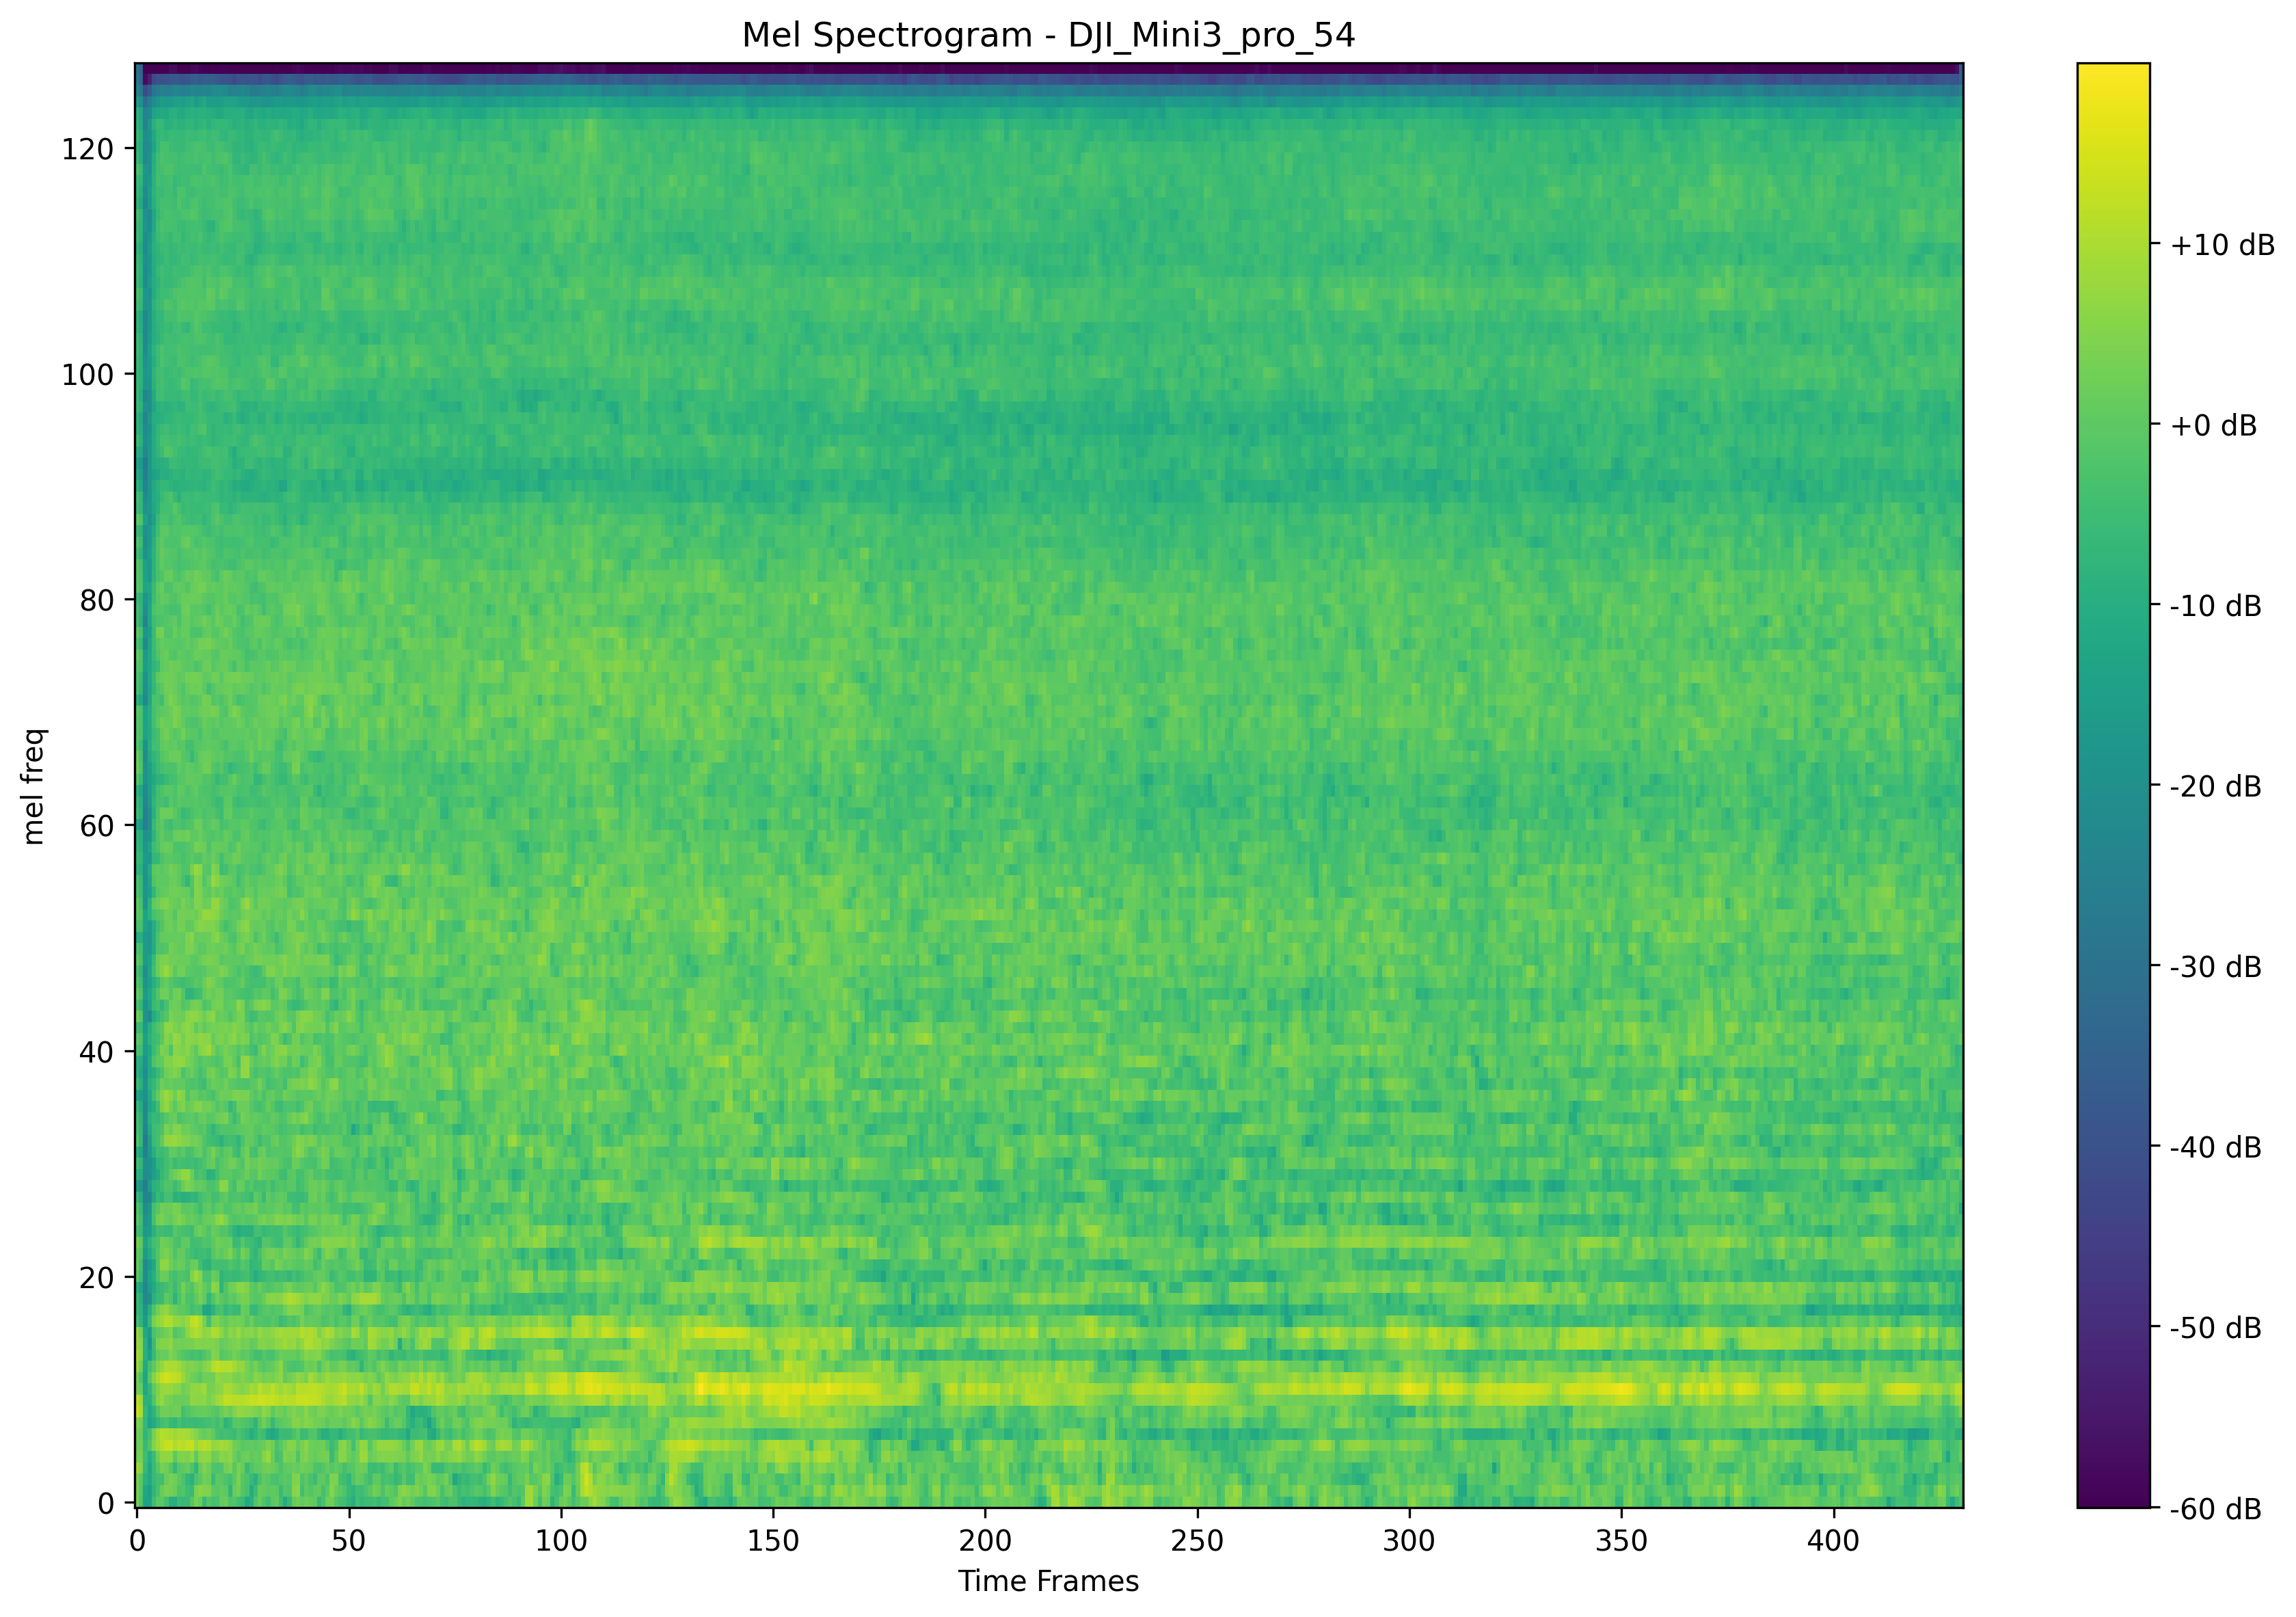 Mel Spectrogram - DJI_Mini3_pro_54
mel freq
120
100
80
60
40
20
0
0 50 100 150 200 250 300 350 400
Time Frames
+10 dB
+0 dB
-10 dB
-20 dB
-30 dB
-40 dB
-50 dB
-60 dB